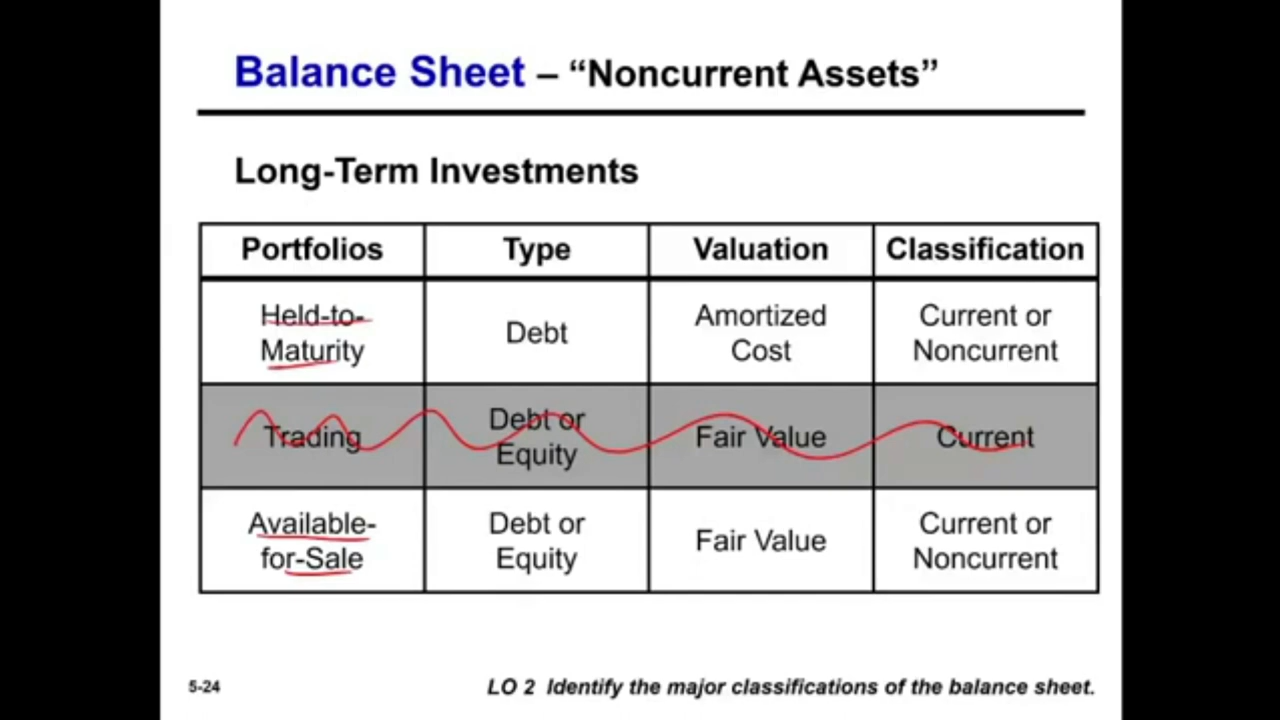 Balance Sheet – “Noncurrent Assets”
Long-Term Investments
Portfolios Type Valuation Classification
Held-to-
Maturity
Debt
Amortized
Cost
Current or
Noncurrent
Trading
Debt or
Equity
Fair Value
Current
Available-
for-Sale
Debt or
Equity
Fair Value
Current or
Noncurrent
5-24
LO 2 Identify the major classifications of the balance sheet.